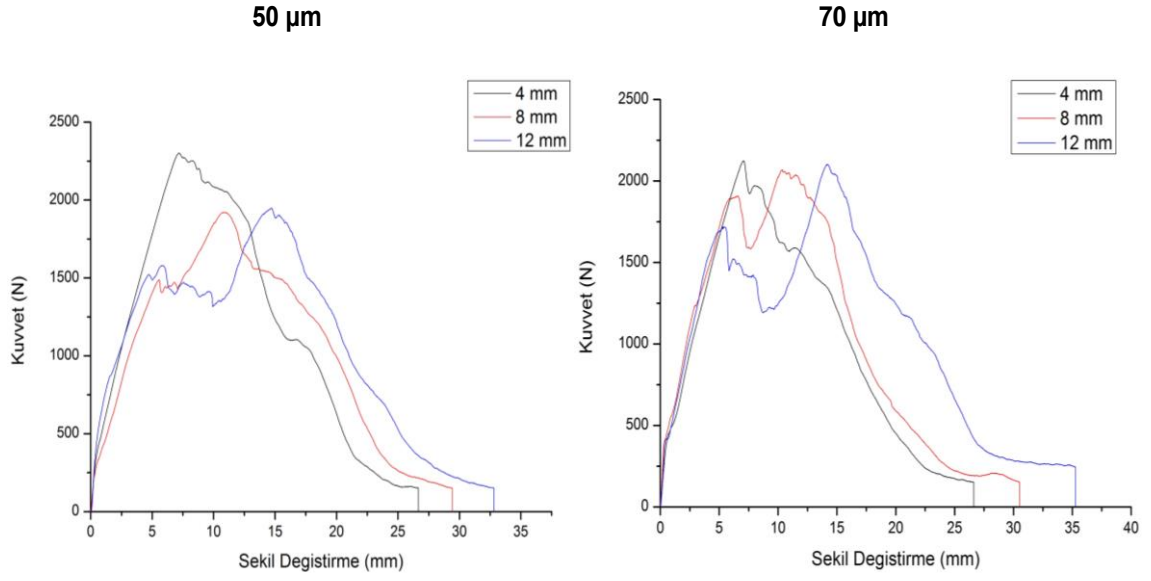 50 µm
70 µm
4 mm
8 mm
12 mm
2500
2000
1500
1000
500
0
Kuvvet (N)
0 5 10 15 20 25 30 35
Sekil Degistirme (mm)
4 mm
8 mm
12 mm
2500
2000
1500
1000
500
0
Kuvvet (N)
0 5 10 15 20 25 30 35 40
Sekil Degistirme (mm)